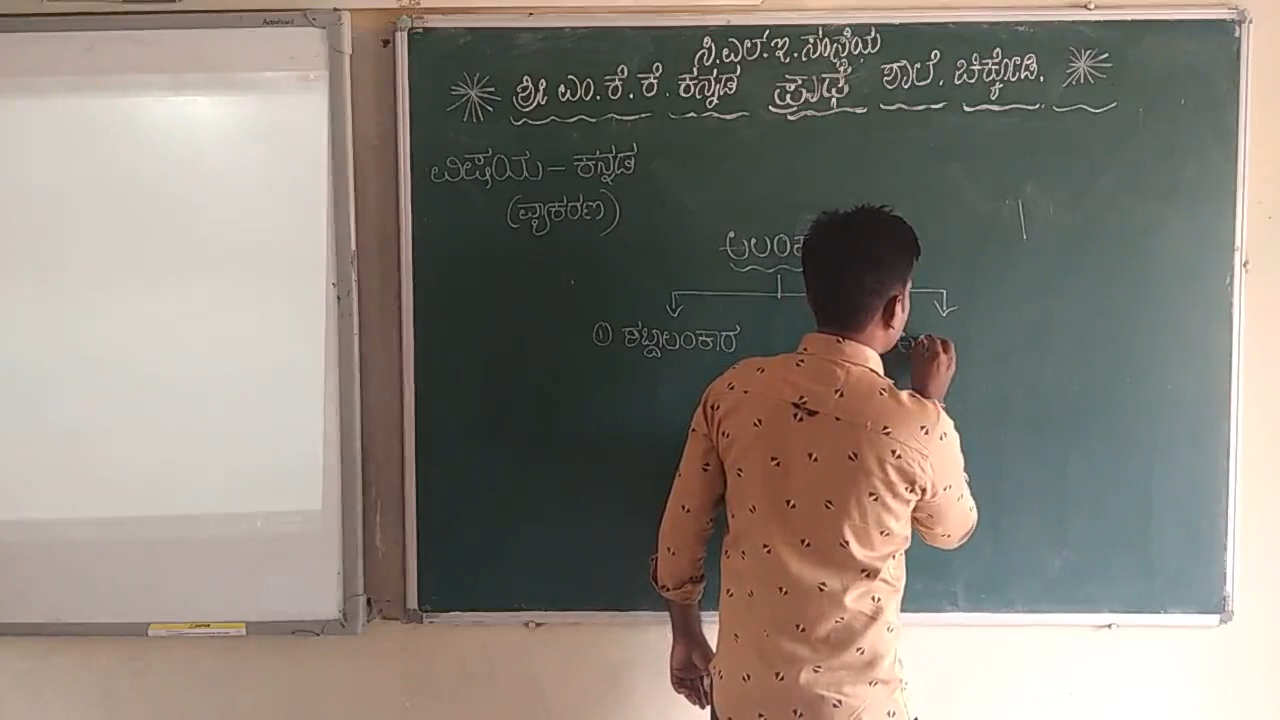 ಸಿ.ಎಲ್.ಇ.ಸಂಸ್ಥೆಯ
ಶ್ರೀ ಎಂ.ಕೆ.ಕೆ. ಕನ್ನಡ ಪ್ರೌಢ ಶಾಲೆ, ಚಿಕ್ಕೋಡಿ.
ವಿಷಯ – ಕನ್ನಡ
(ವ್ಯಾಕರಣ)
① ಶಬ್ದಾಲಂಕಾರ